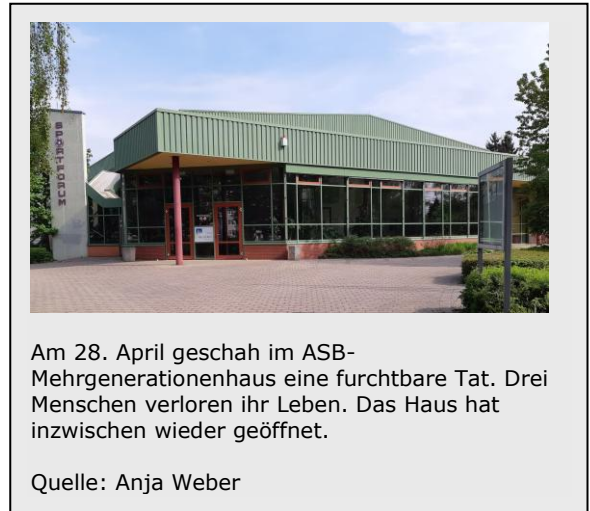 SPORTFORUM
Am 28. April geschah im ASB-
Mehrgenerationenhaus eine furchtbare Tat. Drei
Menschen verloren ihr Leben. Das Haus hat
inzwischen wieder geöffnet.
Quelle: Anja Weber